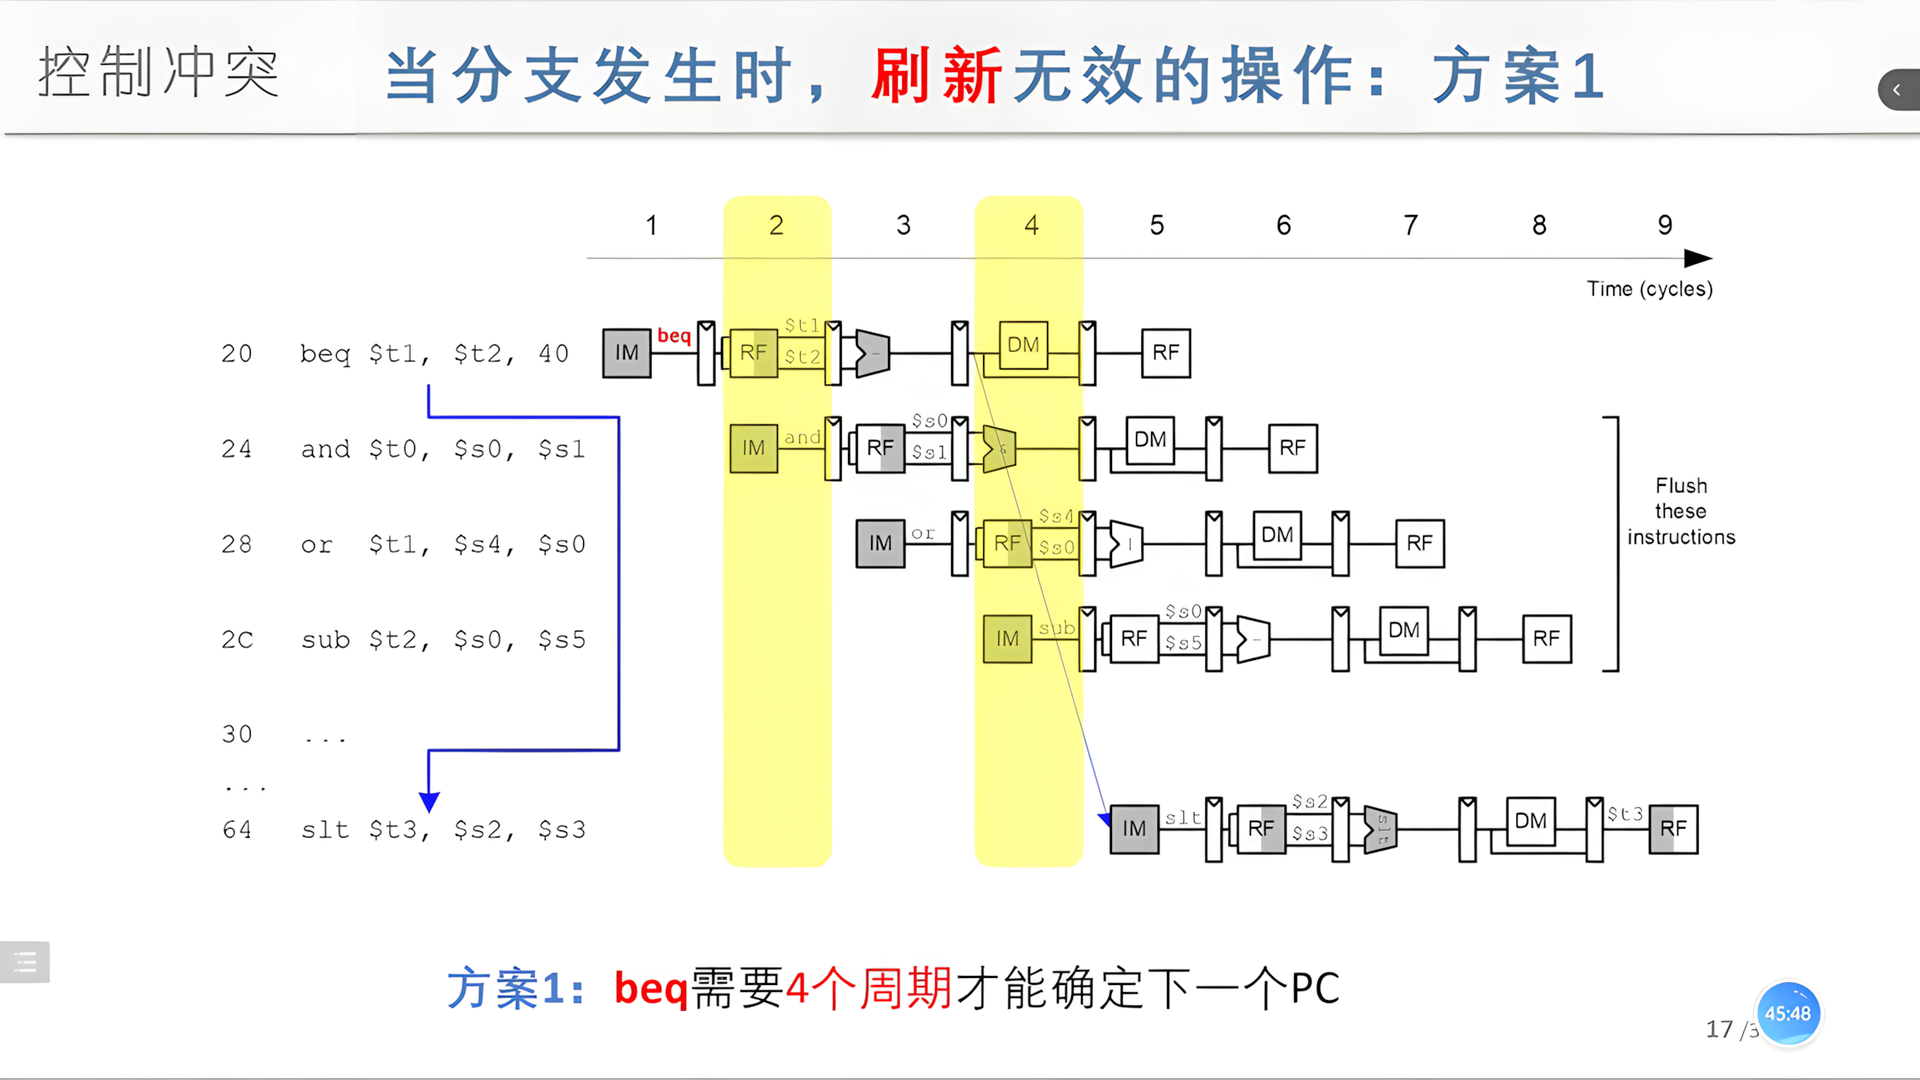 控制冲突
当分支发生时，刷新无效的操作：方案1
1 2 3 4 5 6 7 8 9
Time (cycles)
20 beq $t1, $t2, 40
IM beq RF $t1 $t2 - DM RF
24 and $t0, $s0, $s1
IM and RF $s0 $s1 & DM RF
28 or $t1, $s4, $s0
IM or RF $s4 $s0 | DM RF
2C sub $t2, $s0, $s5
IM sub RF $s0 $s5 - DM RF
Flush
these
instructions
30 ...
...
64 slt $t3, $s2, $s3
IM slt RF $s2 $s3 slt DM $t3 RF
方案1：beq需要4个周期才能确定下一个PC
17 /3
45:48